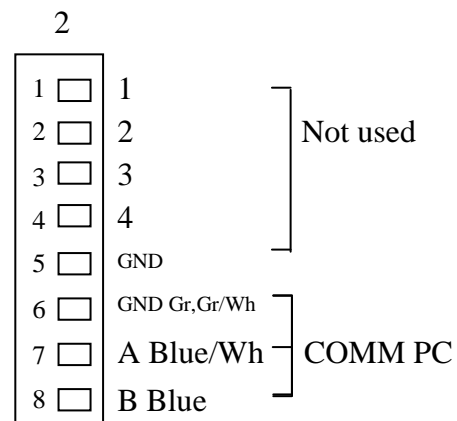 2
1 1
2 2 Not used
3 3
4 4
5 GND
6 GND Gr,Gr/Wh
7 A Blue/Wh COMM PC
8 B Blue